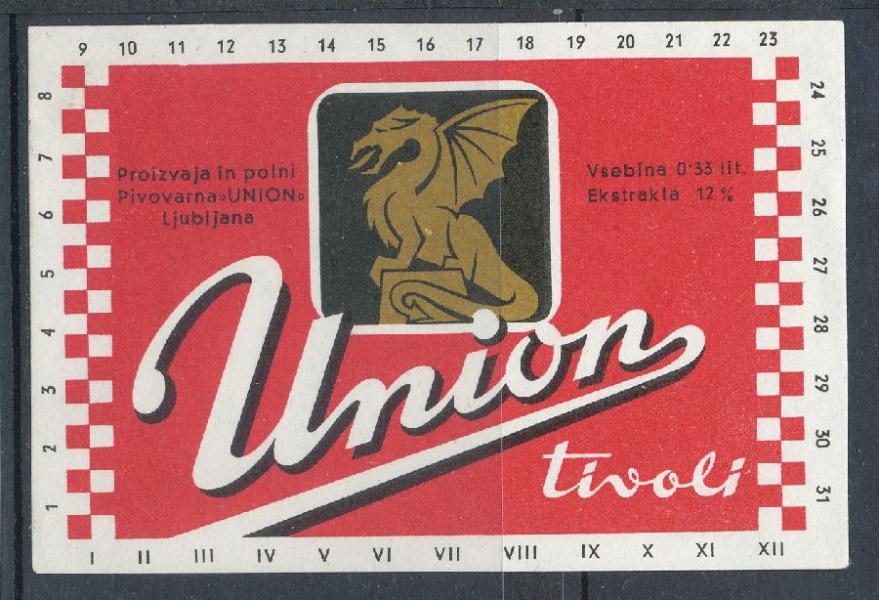 9 10 11 12 13 14 15 16 17 18 19 20 21 22 23
8
7
6
5
4
3
2
1
Proizvaja in polni
Pivovarna »UNION«
Ljubljana
Vsebina 0·33 lit.
Ekstrakta 12 %
Union
tivoli
24
25
26
27
28
29
30
31
I II III IV V VI VII VIII IX X XI XII